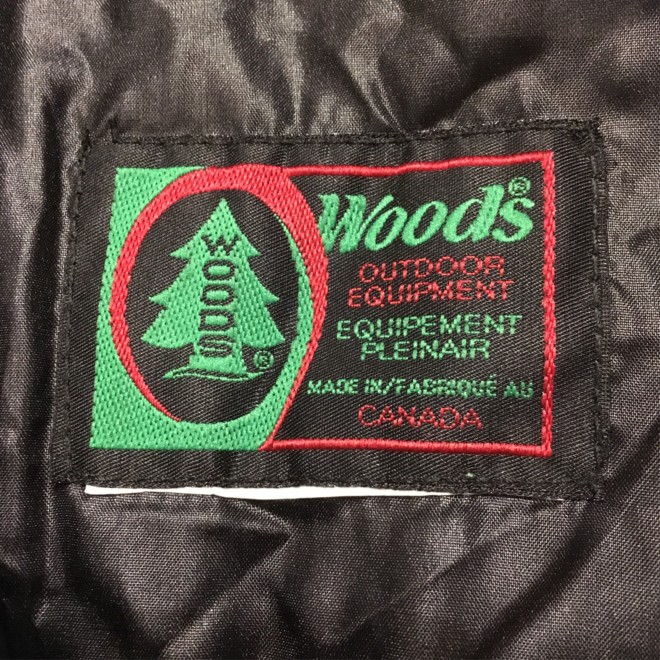 WOODS®
Woods®
OUTDOOR
EQUIPMENT
EQUIPEMENT
PLEINAIR
MADE IN/FABRIQUÉ AU
CANADA